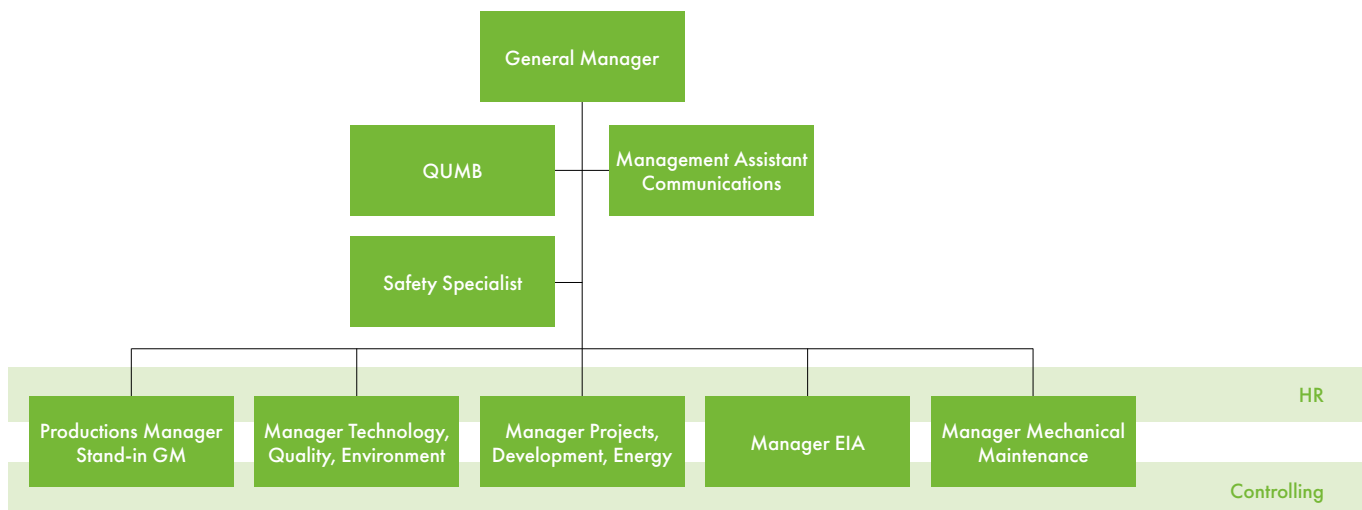 General Manager
QUMB
Management Assistant
Communications
Safety Specialist
HR
Productions Manager
Stand-in GM
Manager Technology,
Quality, Environment
Manager Projects,
Development, Energy
Manager EIA
Manager Mechanical
Maintenance
Controlling